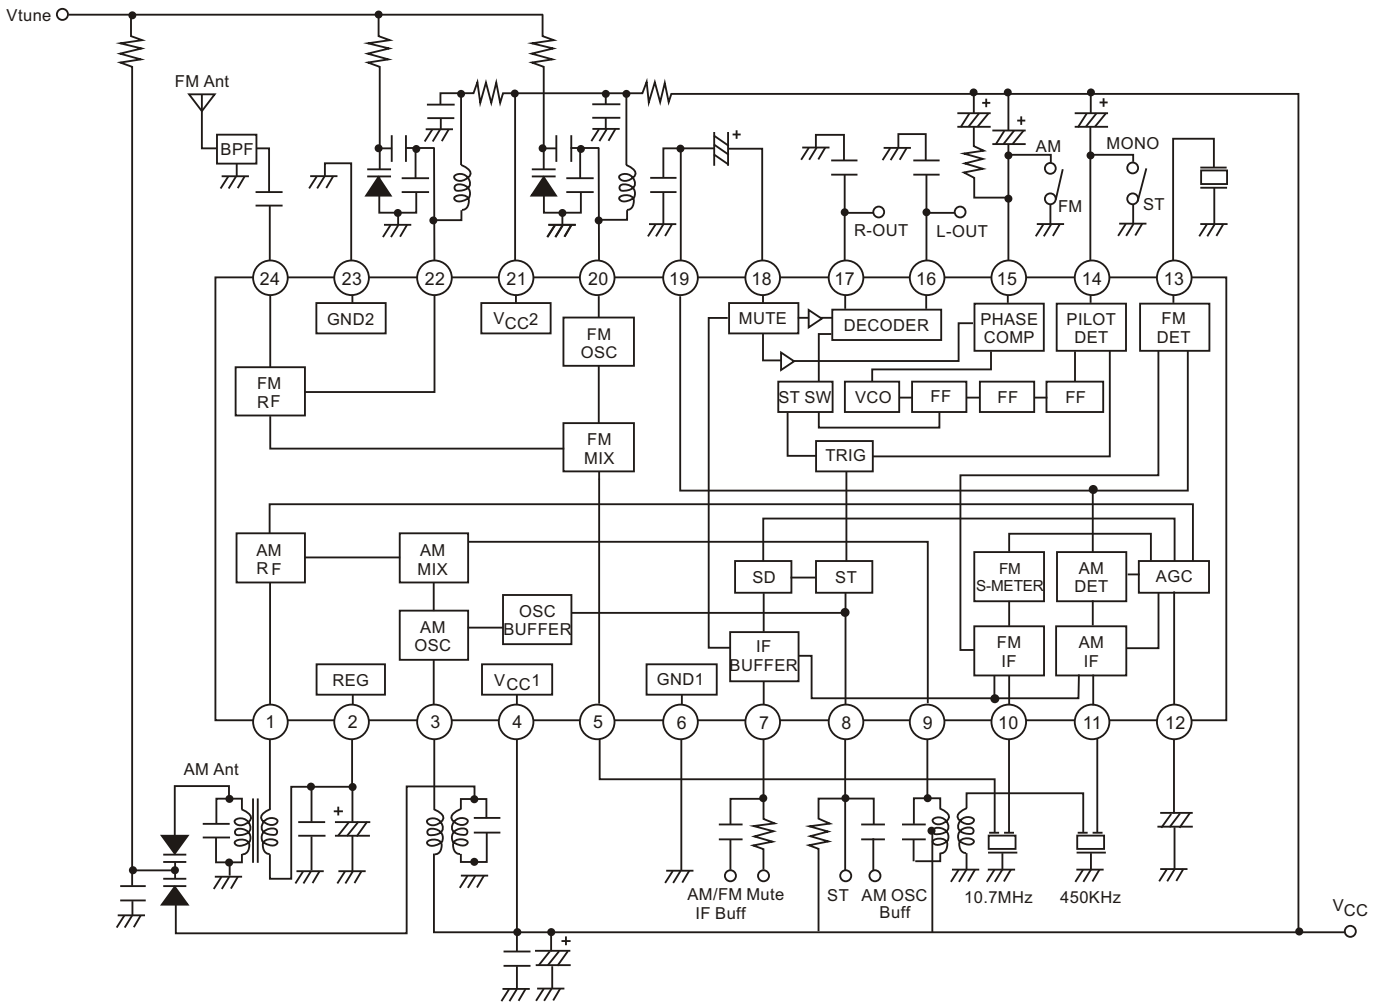 Vtune
FM Ant
BPF
AM
FM
MONO
ST
R-OUT
L-OUT
24
23
22
21
20
19
18
17
16
15
14
13
GND2
VCC2
FM
OSC
MUTE
DECODER
PHASE
COMP
PILOT
DET
FM
DET
FM
RF
ST SW
VCO
FF
FF
FF
FM
MIX
TRIG
AM
RF
AM
MIX
SD
ST
FM
S-METER
AM
DET
AGC
AM
OSC
OSC
BUFFER
IF
BUFFER
FM
IF
AM
IF
REG
VCC1
GND1
1
2
3
4
5
6
7
8
9
10
11
12
AM Ant
AM/FM Mute
IF Buff
ST
AM OSC
Buff
10.7MHz
450KHz
VCC